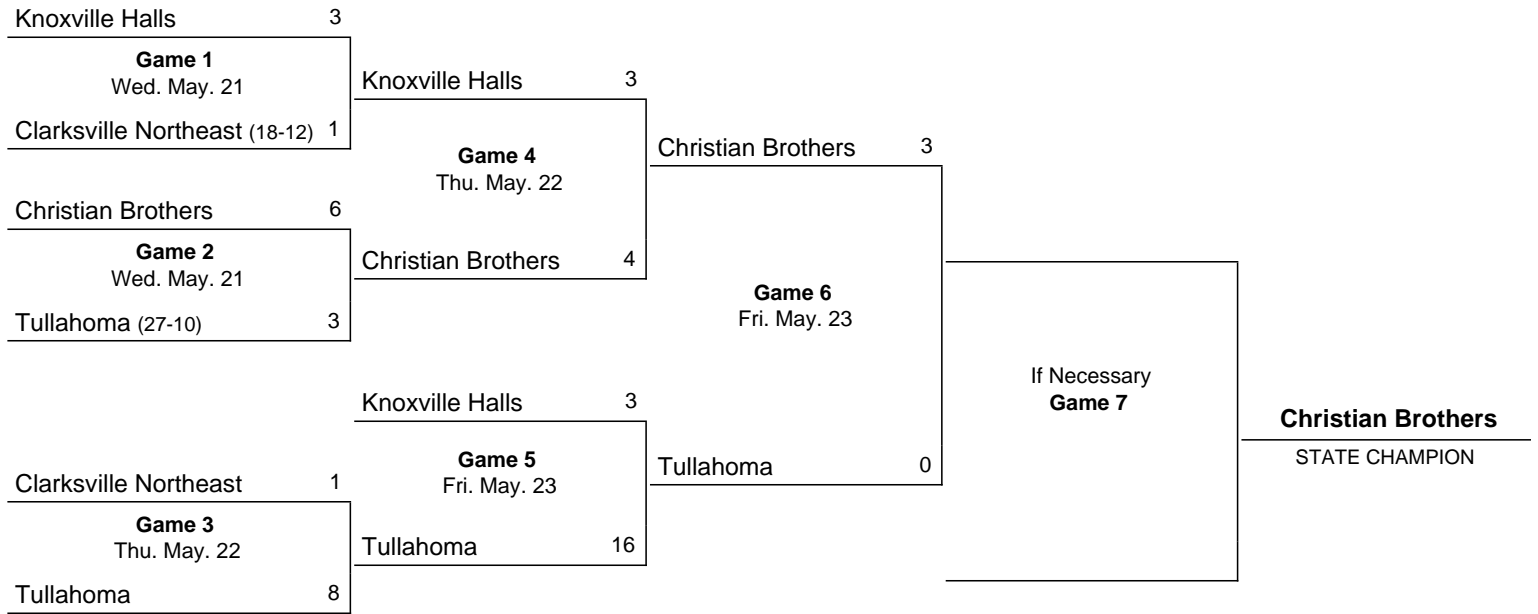 Knoxville Halls 3
Game 1
Wed. May. 21
Clarksville Northeast (18-12) 1
Christian Brothers 6
Game 2
Wed. May. 21
Tullahoma (27-10) 3
Clarksville Northeast 1
Game 3
Thu. May. 22
Tullahoma 8
Knoxville Halls 3
Game 4
Thu. May. 22
Christian Brothers 4
Knoxville Halls 3
Game 5
Fri. May. 23
Tullahoma 16
Christian Brothers 3
Game 6
Fri. May. 23
Tullahoma 0
If Necessary
Game 7
Christian Brothers
STATE CHAMPION